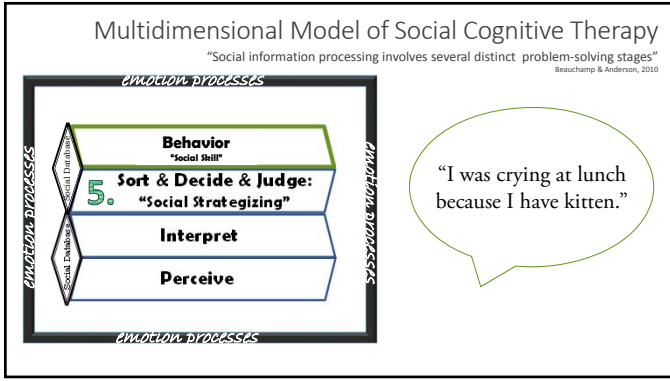 Multidimensional Model of Social Cognitive Therapy
“Social information processing involves several distinct problem-solving stages”
Beauchamp & Anderson, 2010
emotion processes
emotion processes
Social Database
Social Database
Behavior
"Social Skill"
5.
Sort & Decide & Judge:
“Social Strategizing”
Interpret
Perceive
emotion processes
emotion processes
“I was crying at lunch
because I have kitten.”